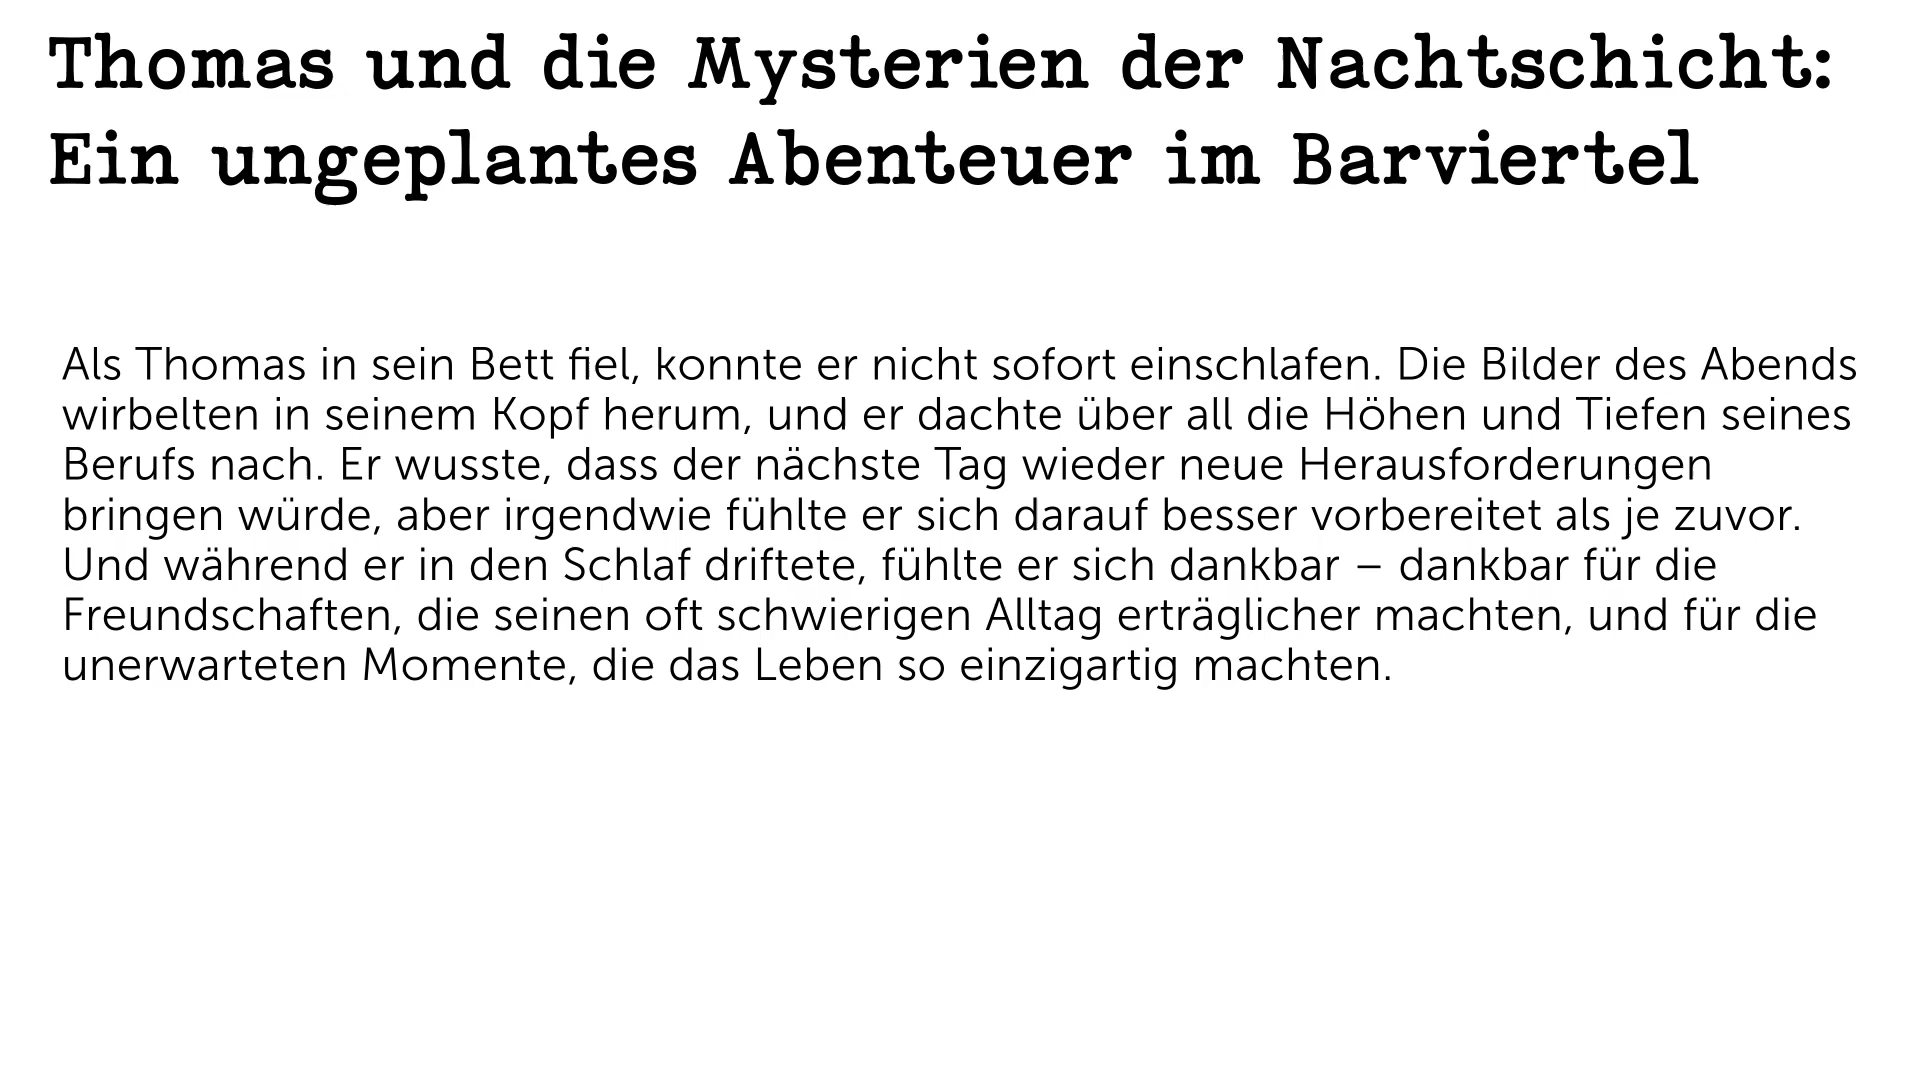 Thomas und die Mysterien der Nachtschicht:
Ein ungeplantes Abenteuer im Barviertel
Als Thomas in sein Bett fiel, konnte er nicht sofort einschlafen. Die Bilder des Abends
wirbelten in seinem Kopf herum, und er dachte über all die Höhen und Tiefen seines
Berufs nach. Er wusste, dass der nächste Tag wieder neue Herausforderungen
bringen würde, aber irgendwie fühlte er sich darauf besser vorbereitet als je zuvor.
Und während er in den Schlaf driftete, fühlte er sich dankbar – dankbar für die
Freundschaften, die seinen oft schwierigen Alltag erträglicher machten, und für die
unerwarteten Momente, die das Leben so einzigartig machten.